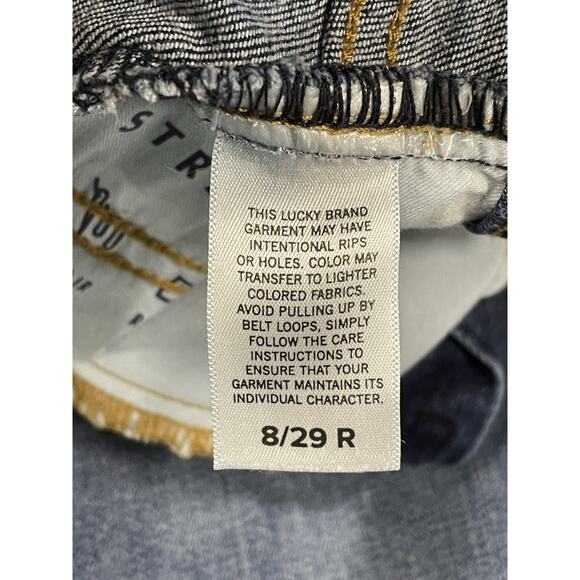 STR
YOU
THIS LUCKY BRAND
GARMENT MAY HAVE
INTENTIONAL RIPS
OR HOLES. COLOR MAY
TRANSFER TO LIGHTER
COLORED FABRICS.
AVOID PULLING UP BY
BELT LOOPS, SIMPLY
FOLLOW THE CARE
INSTRUCTIONS TO
ENSURE THAT YOUR
GARMENT MAINTAINS ITS
INDIVIDUAL CHARACTER.
8/29 R